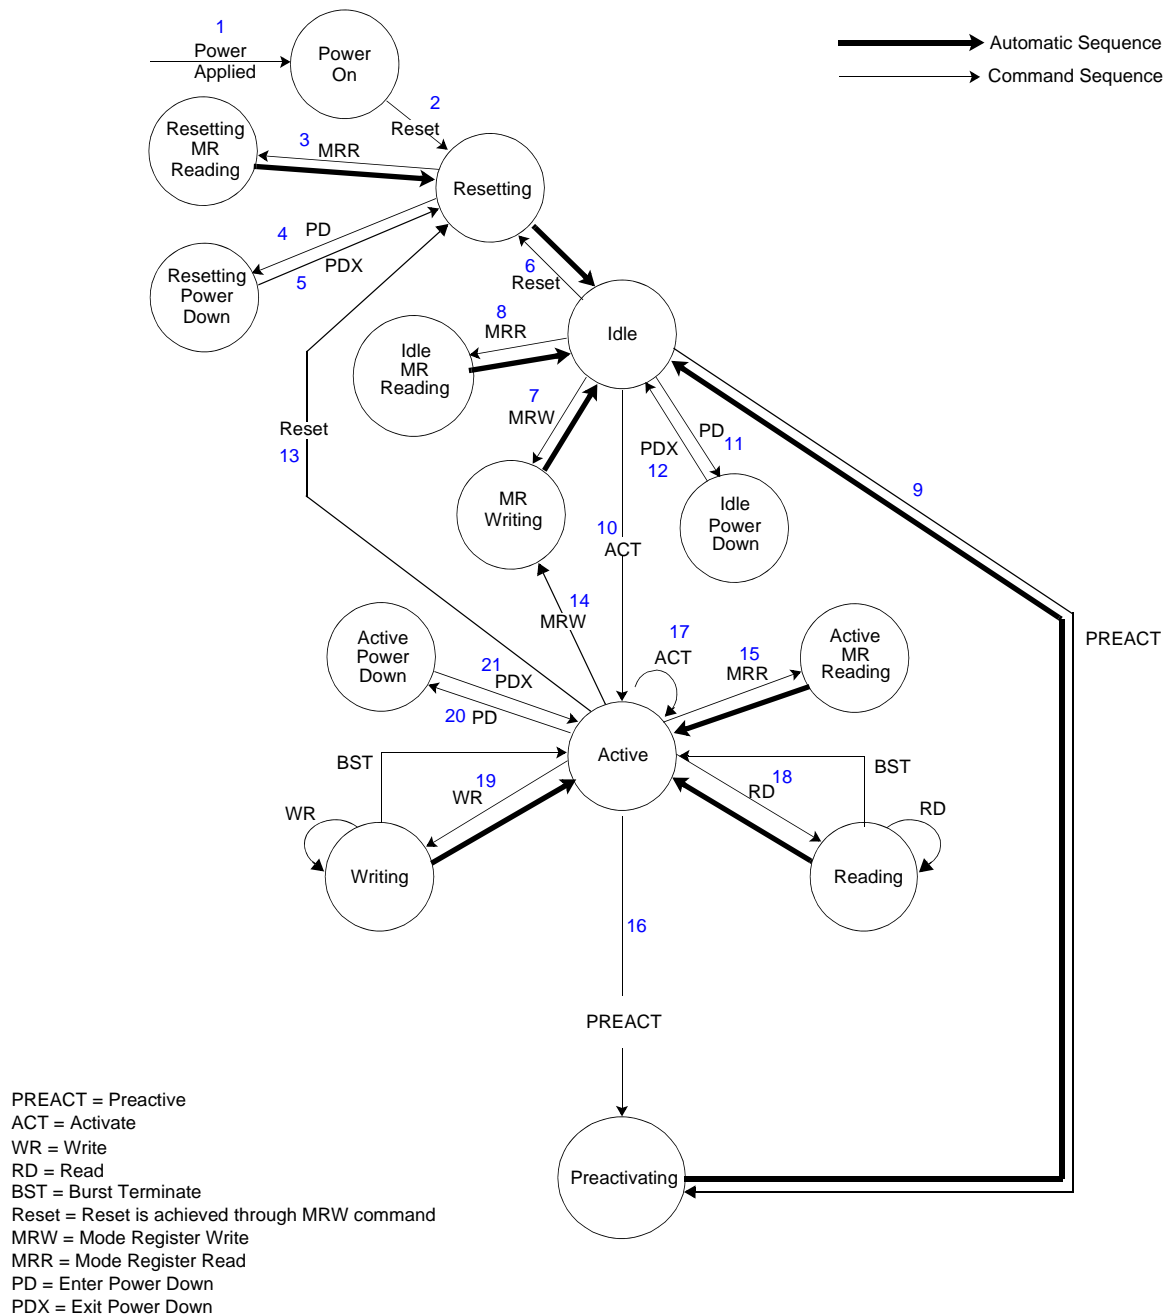 1
Power
Applied
Power
On
Automatic Sequence
Command Sequence
2
Reset
Resetting
MR
Reading
3
MRR
Resetting
4
PD
5
PDX
Resetting
Power
Down
6
Reset
8
MRR
Idle
Idle
MR
Reading
7
MRW
PD
11
PDX
12
Reset
13
MR
Writing
Idle
Power
Down
9
10
ACT
14
MRW
17
ACT
15
MRR
Active
MR
Reading
PREACT
Active
Power
Down
21
PDX
20
PD
Active
BST
19
WR
18
RD
BST
WR
RD
Writing
Reading
16
PREACT
Preactivating
PREACT = Preactive
ACT = Activate
WR = Write
RD = Read
BST = Burst Terminate
Reset = Reset is achieved through MRW command
MRW = Mode Register Write
MRR = Mode Register Read
PD = Enter Power Down
PDX = Exit Power Down